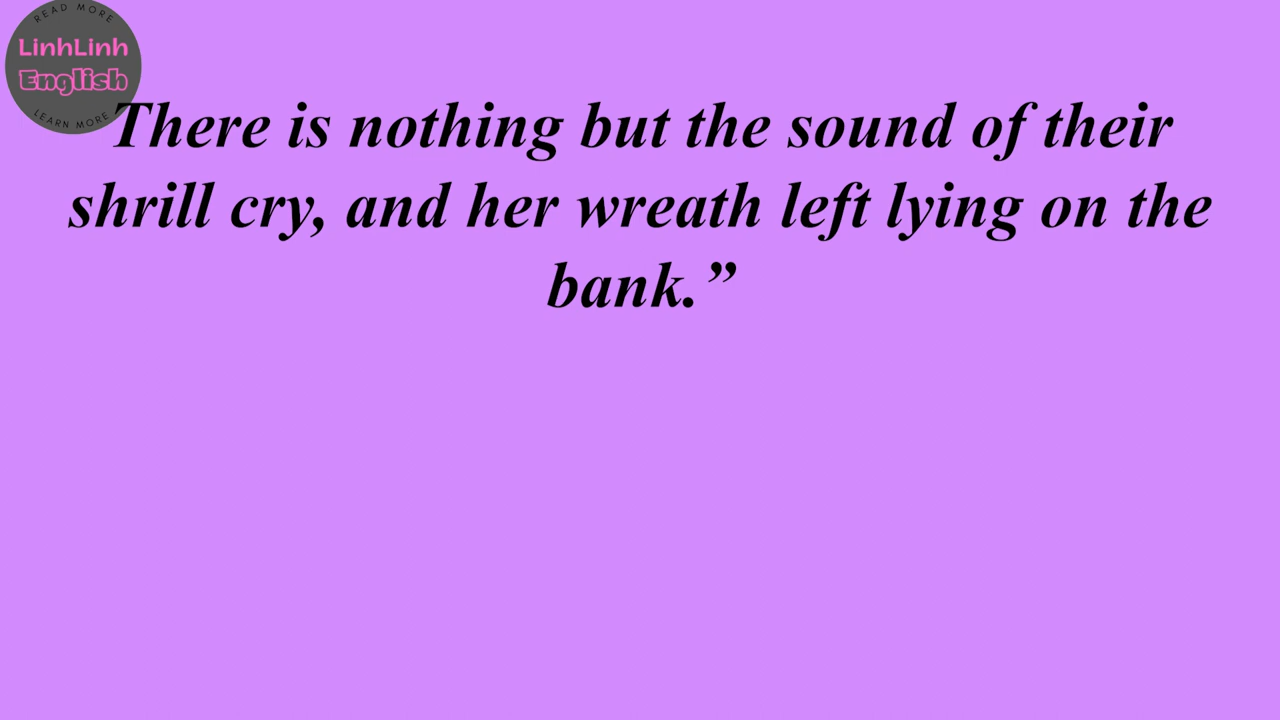 READ MORE
LinhLinh
English
LEARN MORE
There is nothing but the sound of their
shrill cry, and her wreath left lying on the
bank.”